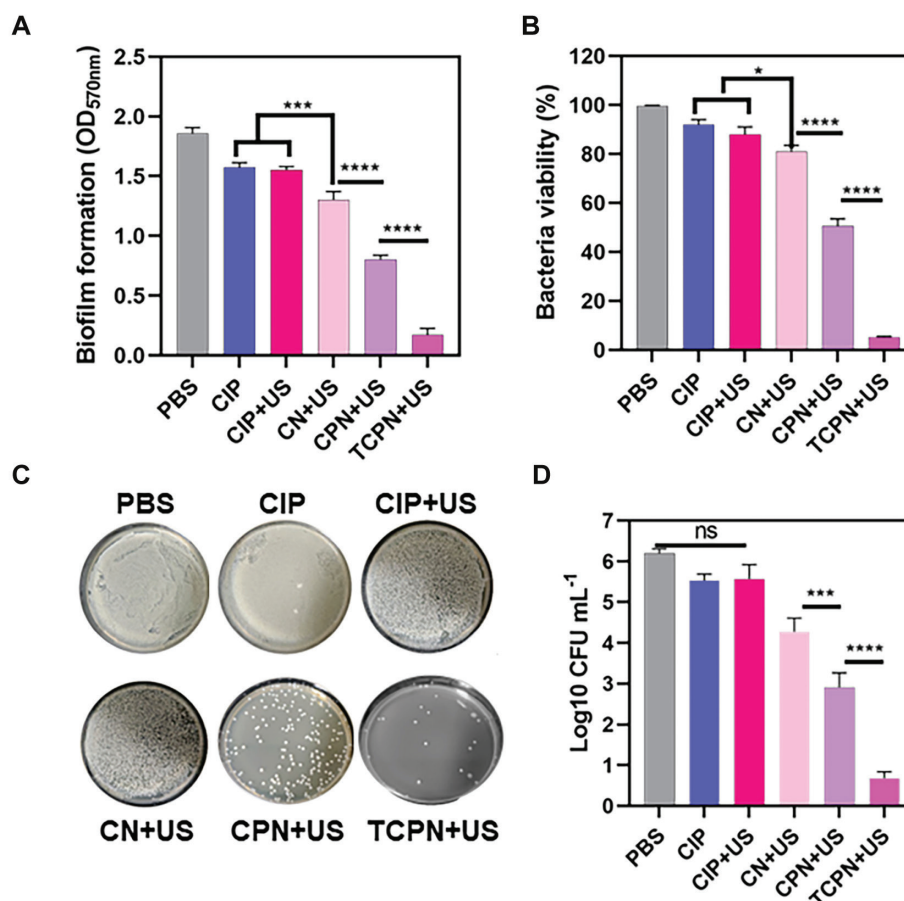 A
Biofilm formation (OD570nm)
2.5
2.0
1.5
1.0
0.5
0.0
***
****
****
PBS
CIP
CIP+US
CN+US
CPN+US
TCPN+US
B
Bacteria viability (%)
120
100
80
60
40
20
0
*
****
****
PBS
CIP
CIP+US
CN+US
CPN+US
TCPN+US
C
PBS CIP CIP+US
CN+US CPN+US TCPN+US
D
Log10 CFU mL-1
7
6
5
4
3
2
1
0
ns
***
****
PBS
CIP
CIP+US
CN+US
CPN+US
TCPN+US